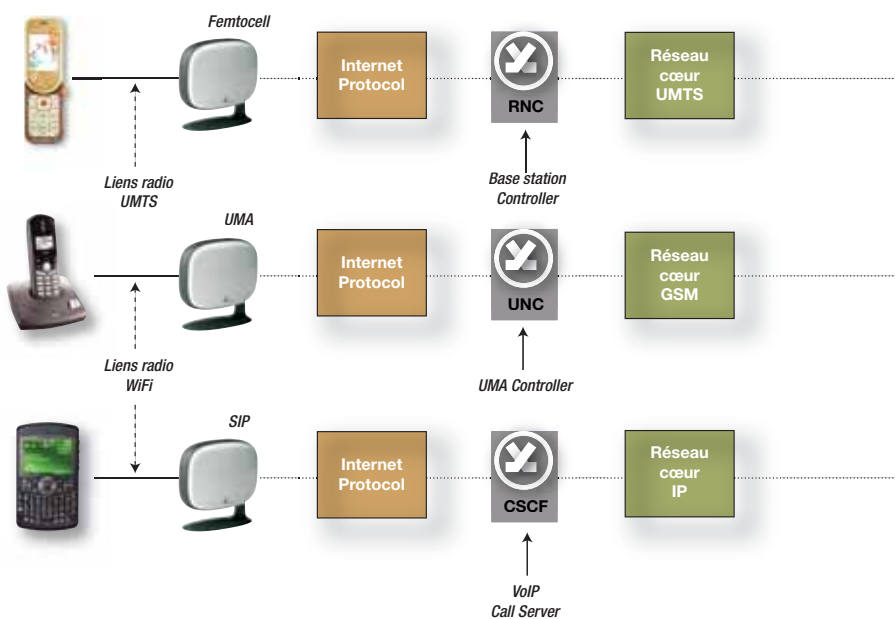 Femtocell
Internet
Protocol
RNC
Réseau
cœur
UMTS
Liens radio
UMTS
Base station
Controller
UMA
Internet
Protocol
UNC
Réseau
cœur
GSM
Liens radio
WiFi
UMA Controller
SIP
Internet
Protocol
CSCF
Réseau
cœur
IP
VoIP
Call Server